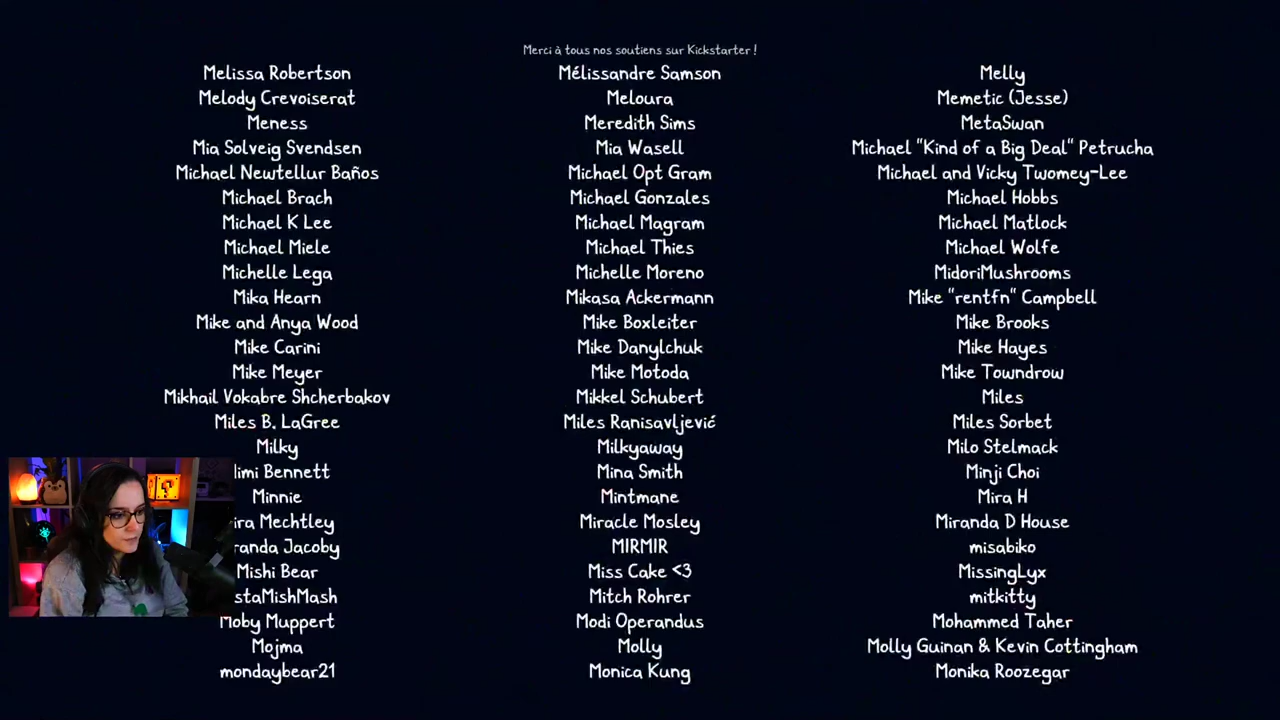 Merci à tous nos soutiens sur Kickstarter !
Melissa Robertson Mélissandre Samson Melly
Melody Crevoiserat Meloura Memetic (Jesse)
Meness Meredith Sims MetaSwan
Mia Solveig Svendsen Mia Wasell Michael "Kind of a Big Deal" Petrucha
Michael Newtellur Baños Michael Opt Gram Michael and Vicky Twomey-Lee
Michael Brach Michael Gonzales Michael Hobbs
Michael K Lee Michael Magram Michael Matlock
Michael Miele Michael Thies Michael Wolfe
Michelle Lega Michelle Moreno MidoriMushrooms
Mika Hearn Mikasa Ackermann Mike "rentfn" Campbell
Mike and Anya Wood Mike Boxleiter Mike Brooks
Mike Carini Mike Danylchuk Mike Hayes
Mike Meyer Mike Motoda Mike Towndrow
Mikhail Vokabre Shcherbakov Mikkel Schubert Miles
Miles B. LaGree Miles Ranisavljević Miles Sorbet
Milky Milkyaway Milo Stelmack
Bennett Mina Smith Minji Choi
Minnie Mintmane Mira H
Mechtley Miracle Mosley Miranda D House
Jacoby MIRMIR misabiko
Mishi Bear Miss Cake <3 MissingLyx
Mitch Rohrer mitkitty
Moby Muppert Modi Operandus Mohammed Taher
Mojma Molly Molly Guinan & Kevin Cottingham
mondaybear21 Monica Kung Monika Roozegar